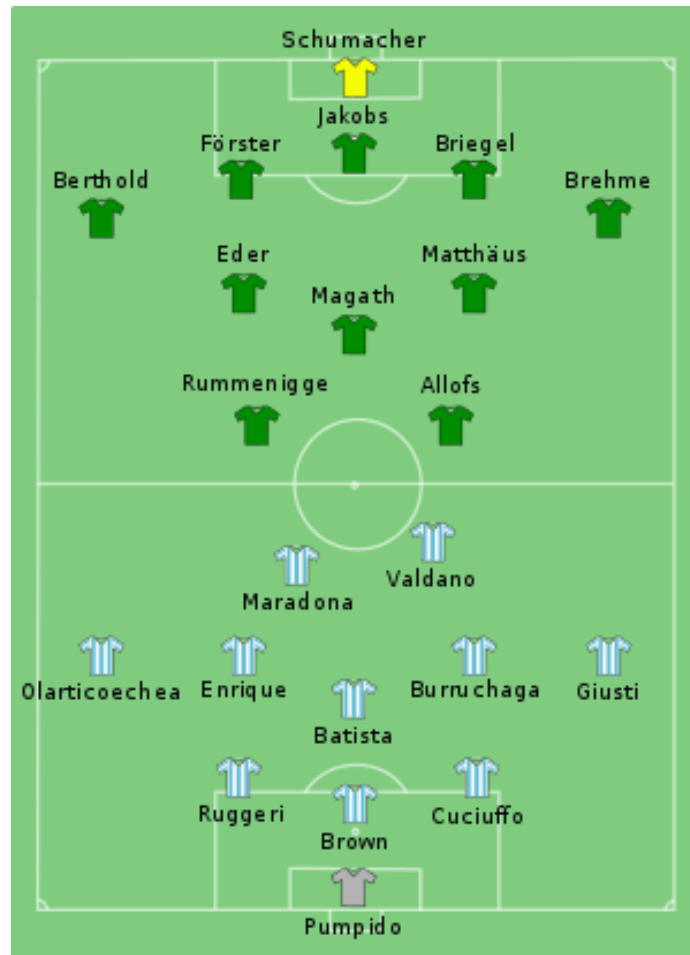 Schumacher
Jakobs
Förster
Briegel
Berthold
Brehme
Eder
Matthäus
Magath
Rummenigge
Allofs
Maradona
Valdano
Olarticoechea
Enrique
Burruchaga
Giusti
Batista
Ruggeri
Brown
Cuciuffo
Pumpido